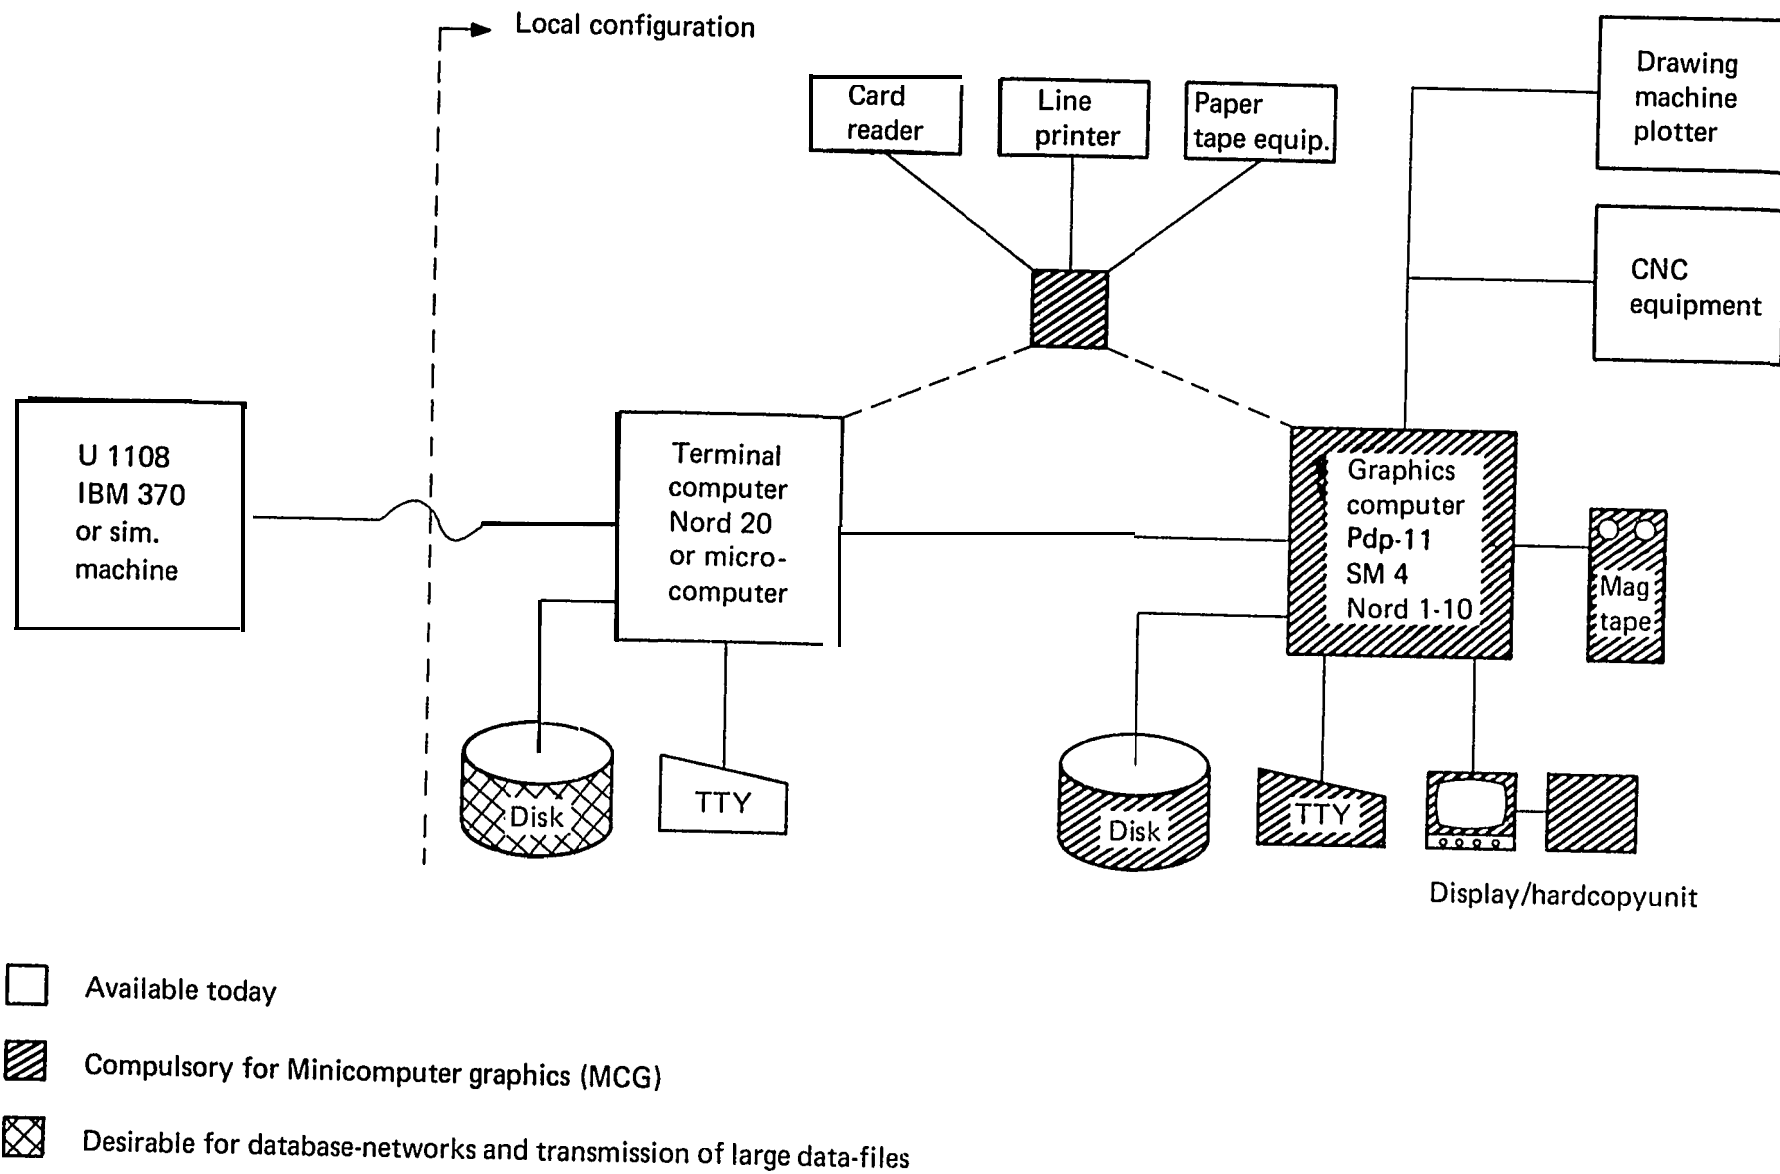 Local configuration
Card
reader
Line
printer
Paper
tape equip.
Drawing
machine
plotter
CNC
equipment
U 1108
IBM 370
or sim.
machine
Terminal
computer
Nord 20
or micro-
computer
Graphics
computer
Pdp-11
SM 4
Nord 1-10
Mag
tape
Disk
TTY
Disk
TTY
Display/hardcopyunit
Available today
Compulsory for Minicomputer graphics (MCG)
Desirable for database-networks and transmission of large data-files